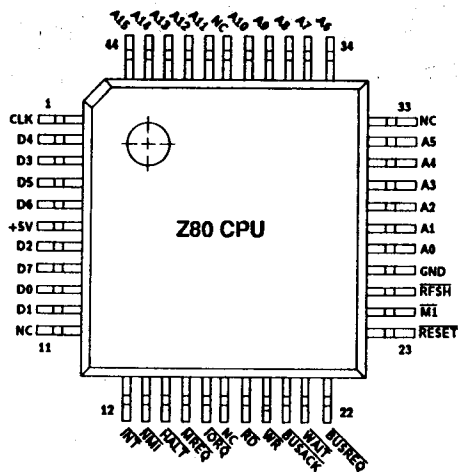 A15
A14
A13
A12
A11
NC
A10
A9
A8
A7
A6
44
34
1
33
CLK
D4
D3
D5
D6
+5V
D2
D7
D0
D1
NC
11
Z80 CPU
NC
A5
A4
A3
A2
A1
A0
GND
RFSH
M1
RESET
23
12
22
INT
NMI
HALT
MREQ
IORQ
NC
RD
WR
BUSACK
WAIT
BUSREQ